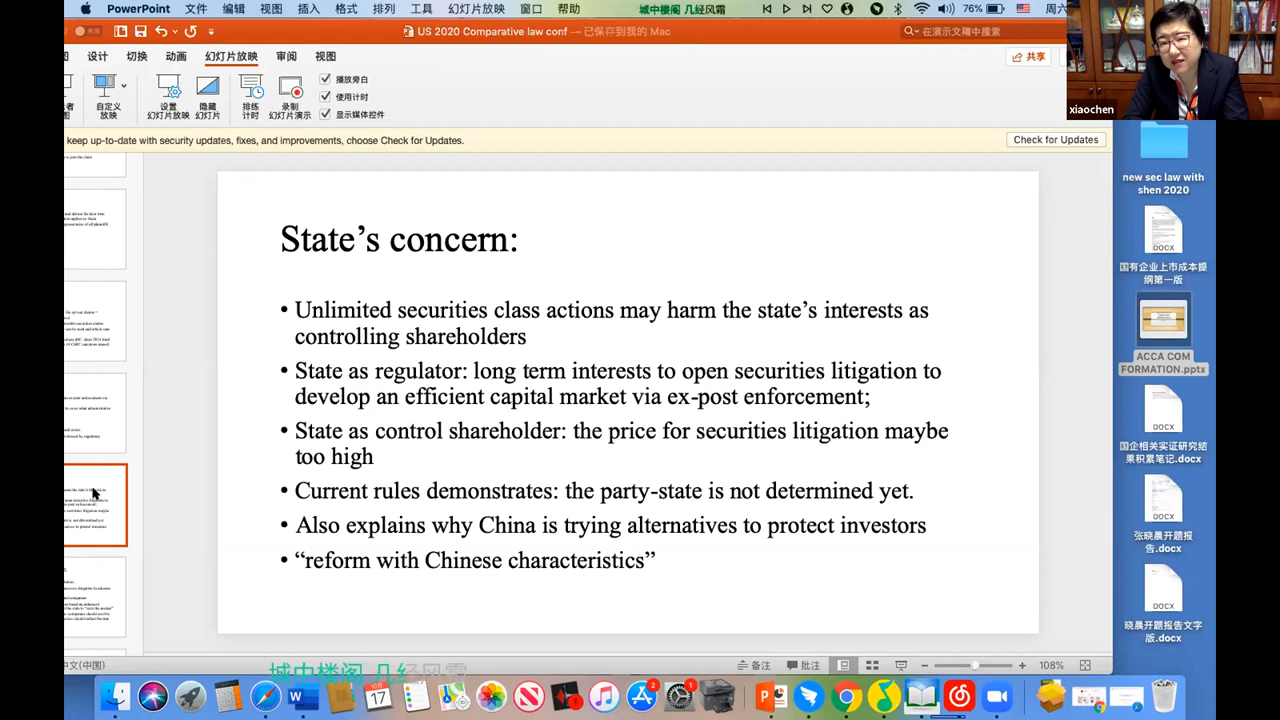 PowerPoint 文件 编辑 视图 插入 格式 排列 工具 幻灯片放映 窗口 帮助 城中楼阁 几经风霜 76% 周六
US 2020 Comparative law conf — 已保存到我的 Mac
在演示文稿中搜索
设计 切换 动画 幻灯片放映 审阅 视图
共享
自定义
放映
设置
幻灯片放映
隐藏
幻灯片
排练
计时
录制
幻灯片演示
播放旁白
使用计时
显示媒体控件
xiaochen
keep up-to-date with security updates, fixes, and improvements, choose Check for Updates.
Check for Updates
State's concern:
• Unlimited securities class actions may harm the state's interests as
controlling shareholders
• State as regulator: long term interests to open securities litigation to
develop an efficient capital market via ex-post enforcement;
• State as control shareholder: the price for securities litigation maybe
too high
• Current rules demonstrates: the party-state is not determined yet.
• Also explains why China is trying alternatives to protect investors
• “reform with Chinese characteristics”
new sec law with
shen 2020
DOCX
国有企业上市成本提
纲第一版
ACCA COM
FORMATION.pptx
DOCX
国企相关实证研究结
果积累笔记.docx
DOCX
张晓晨开题报
告.docx
DOCX
晓晨开题报告文字
版.docx
中文(中国)
城中楼阁 几经风霜
备注 批注 108%
17
2
1